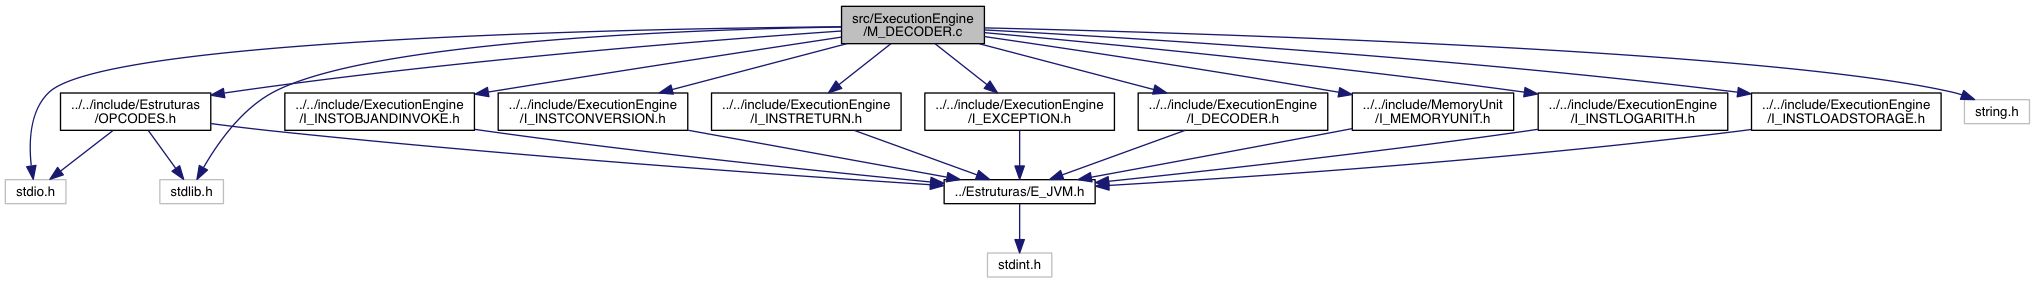 src/ExecutionEngine
/M_DECODER.c
../../include/Estruturas
/OPCODES.h
../../include/ExecutionEngine
/I_INSTOBJANDINVOKE.h
../../include/ExecutionEngine
/I_INSTCONVERSION.h
../../include/ExecutionEngine
/I_INSTRETURN.h
../../include/ExecutionEngine
/I_EXCEPTION.h
../../include/ExecutionEngine
/I_DECODER.h
../../include/MemoryUnit
/I_MEMORYUNIT.h
../../include/ExecutionEngine
/I_INSTLOGARITH.h
../../include/ExecutionEngine
/I_INSTLOADSTORAGE.h
string.h
stdio.h
stdlib.h
../Estruturas/E_JVM.h
stdint.h